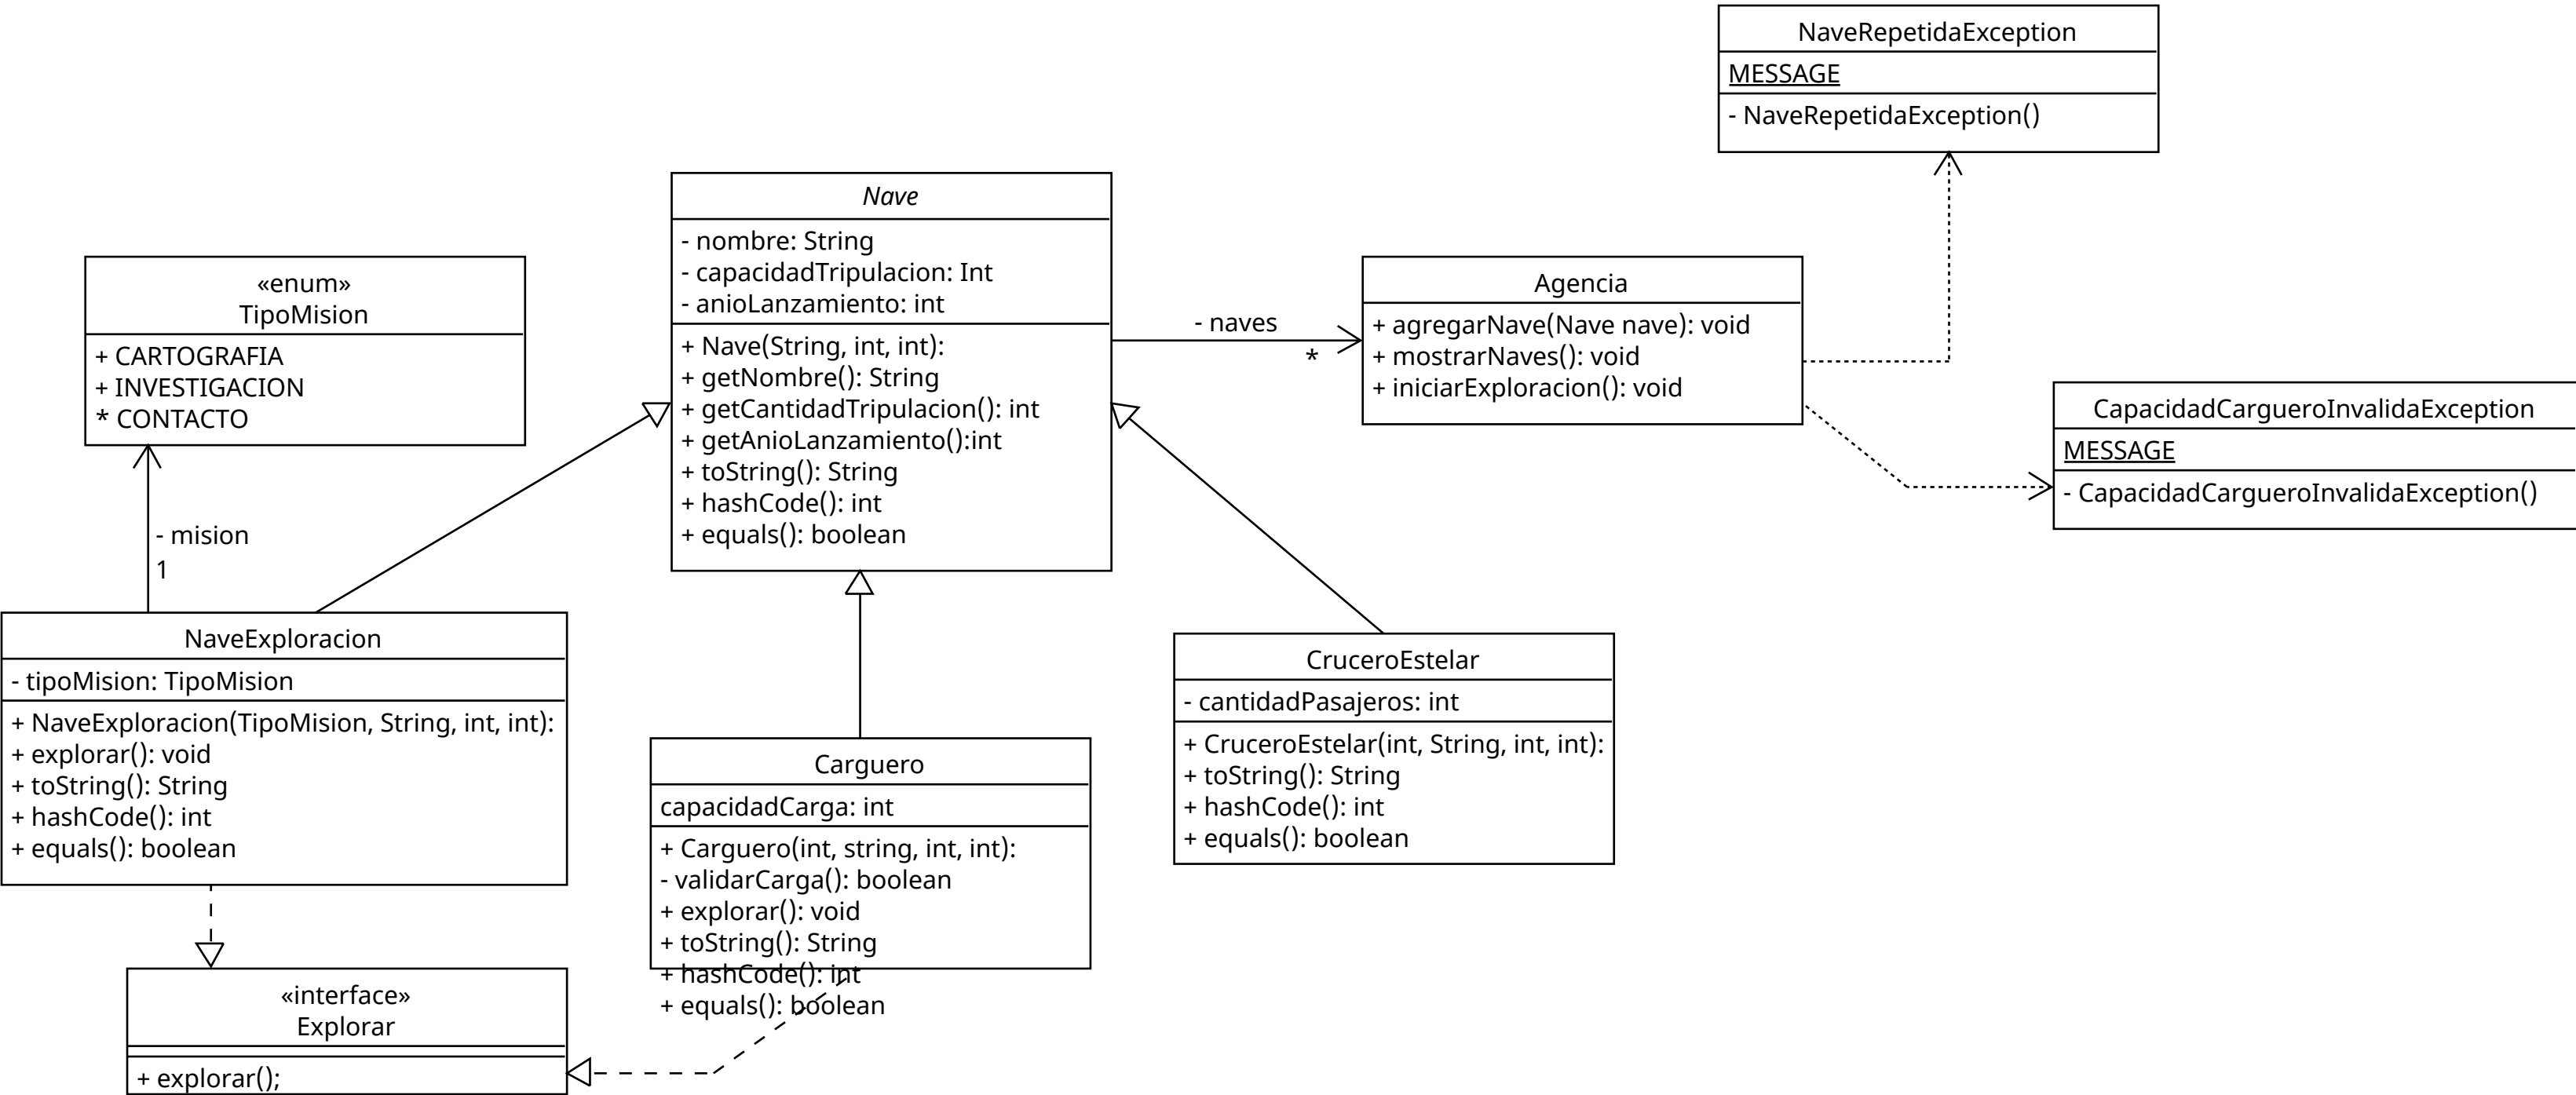 NaveRepetidaException
MESSAGE
- NaveRepetidaException()
Nave
- nombre: String
- capacidadTripulacion: Int
- anioLanzamiento: int
+ Nave(String, int, int):
+ getNombre(): String
+ getCantidadTripulacion(): int
+ getAnioLanzamiento():int
+ toString(): String
+ hashCode(): int
+ equals(): boolean
«enum»
TipoMision
+ CARTOGRAFIA
+ INVESTIGACION
* CONTACTO
- naves
*
Agencia
+ agregarNave(Nave nave): void
+ mostrarNaves(): void
+ iniciarExploracion(): void
CapacidadCargueroInvalidaException
MESSAGE
- CapacidadCargueroInvalidaException()
- mision
1
NaveExploracion
- tipoMision: TipoMision
+ NaveExploracion(TipoMision, String, int, int):
+ explorar(): void
+ toString(): String
+ hashCode(): int
+ equals(): boolean
CruceroEstelar
- cantidadPasajeros: int
+ CruceroEstelar(int, String, int, int):
+ toString(): String
+ hashCode(): int
+ equals(): boolean
Carguero
capacidadCarga: int
+ Carguero(int, string, int, int):
- validarCarga(): boolean
+ explorar(): void
+ toString(): String
+ hashCode(): int
+ equals(): boolean
«interface»
Explorar
+ explorar();